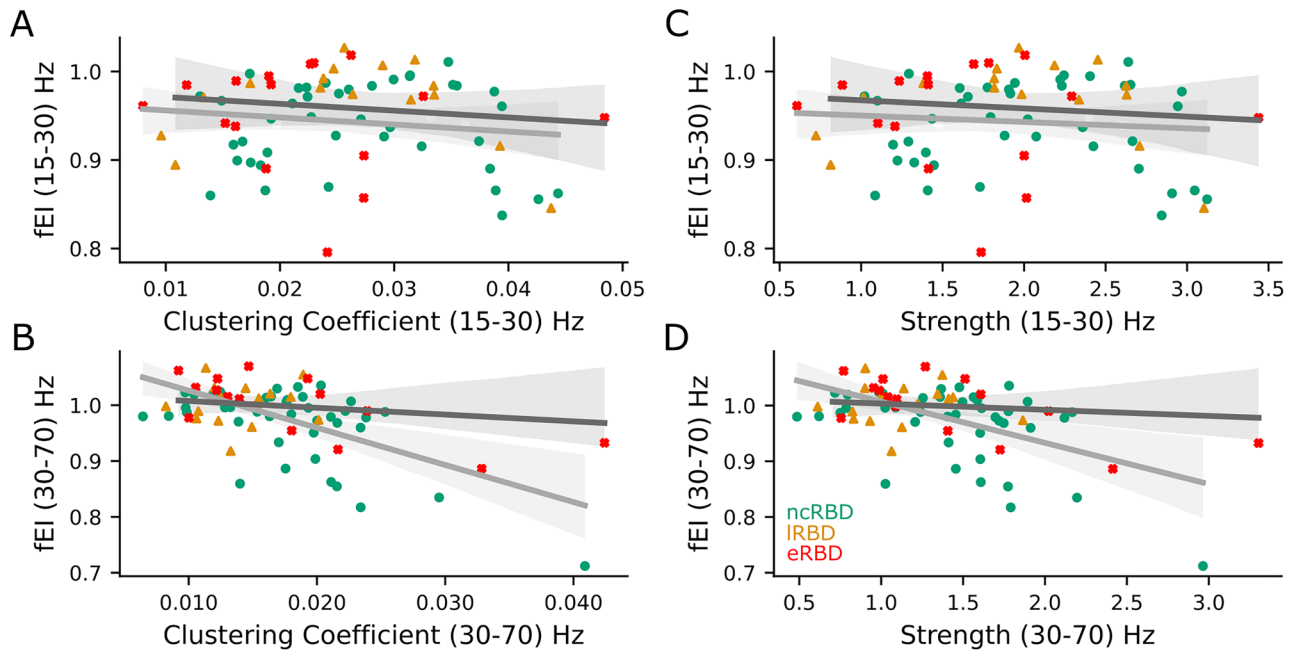 A
fEI (15-30) Hz
1.0
0.9
0.8
0.01 0.02 0.03 0.04 0.05
Clustering Coefficient (15-30) Hz
C
fEI (15-30) Hz
1.0
0.9
0.8
0.5 1.0 1.5 2.0 2.5 3.0 3.5
Strength (15-30) Hz
B
fEI (30-70) Hz
1.0
0.9
0.8
0.7
0.010 0.020 0.030 0.040
Clustering Coefficient (30-70) Hz
D
fEI (30-70) Hz
1.0
0.9
0.8
0.7
ncRBD
lRBD
eRBD
0.5 1.0 1.5 2.0 2.5 3.0
Strength (30-70) Hz